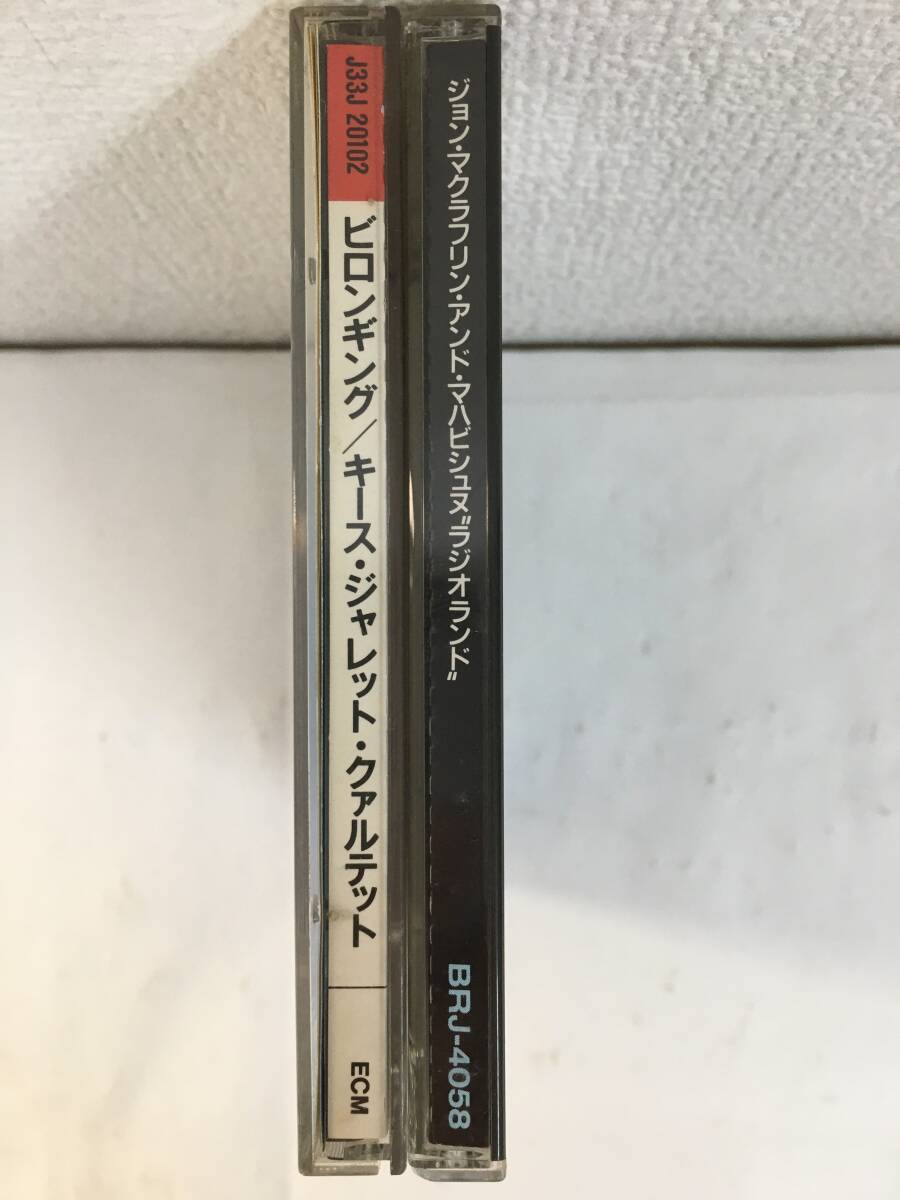 J33J 20102
ビロンギング/キース・ジャレット・クァルテット
ECM
ジョン・マクラフリン・アンド・マハビシュヌ“ラジオランド”
BRJ-4058